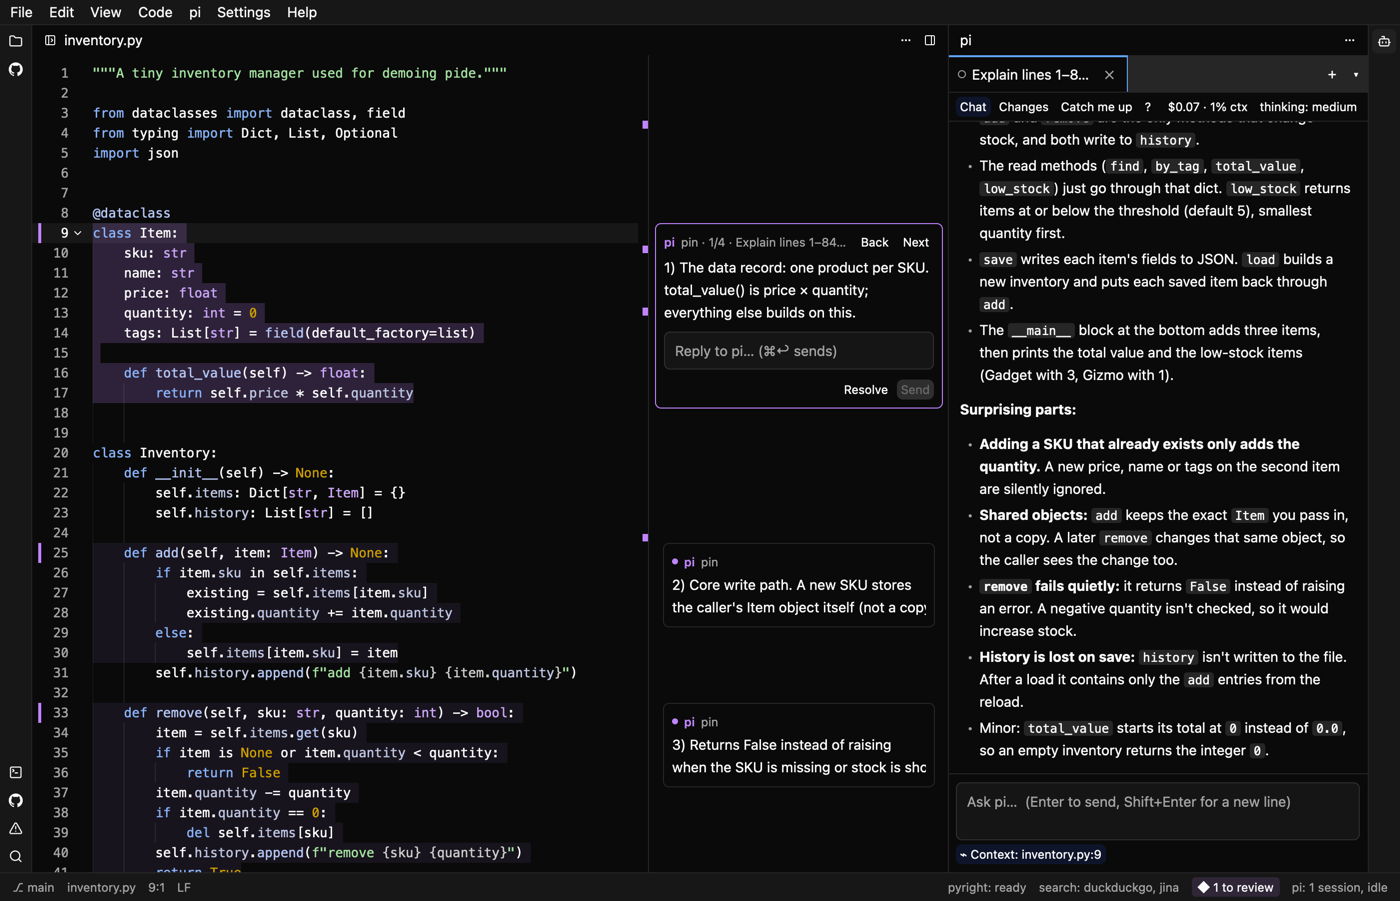 File Edit View Code pi Settings Help
inventory.py
1 """A tiny inventory manager used for demoing pide."""
2
3 from dataclasses import dataclass, field
4 from typing import Dict, List, Optional
5 import json
6
7
8 @dataclass
9 class Item:
10 sku: str
11 name: str
12 price: float
13 quantity: int = 0
14 tags: List[str] = field(default_factory=list)
15
16 def total_value(self) -> float:
17 return self.price * self.quantity
18
19
20 class Inventory:
21 def __init__(self) -> None:
22 self.items: Dict[str, Item] = {}
23 self.history: List[str] = []
24
25 def add(self, item: Item) -> None:
26 if item.sku in self.items:
27 existing = self.items[item.sku]
28 existing.quantity += item.quantity
29 else:
30 self.items[item.sku] = item
31 self.history.append(f"add {item.sku} {item.quantity}")
32
33 def remove(self, sku: str, quantity: int) -> bool:
34 item = self.items.get(sku)
35 if item is None or item.quantity < quantity:
36 return False
37 item.quantity -= quantity
38 if item.quantity == 0:
39 del self.items[sku]
40 self.history.append(f"remove {sku} {quantity}")
41 return True
pi pin · 1/4 · Explain lines 1–84... Back Next
1) The data record: one product per SKU.
total_value() is price × quantity;
everything else builds on this.
Reply to pi... (⌘↩ sends)
Resolve Send
pi pin
2) Core write path. A new SKU stores
the caller's Item object itself (not a copy
pi pin
3) Returns False instead of raising
when the SKU is missing or stock is
pi
Explain lines 1–8...
Chat Changes Catch me up ? $0.07 · 1% ctx thinking: medium
add and remove are the only methods that change
stock, and both write to history.
• The read methods (find, by_tag, total_value,
low_stock) just go through that dict. low_stock returns
items at or below the threshold (default 5), smallest
quantity first.
• save writes each item's fields to JSON. load builds a
new inventory and puts each saved item back through
add.
• The __main__ block at the bottom adds three items,
then prints the total value and the low-stock items
(Gadget with 3, Gizmo with 1).
Surprising parts:
• Adding a SKU that already exists only adds the
quantity. A new price, name or tags on the second item
are silently ignored.
• Shared objects: add keeps the exact Item you pass in,
not a copy. A later remove changes that same object, so
the caller sees the change too.
• remove fails quietly: it returns False instead of raising
an error. A negative quantity isn't checked, so it would
increase stock.
• History is lost on save: history isn't written to the file.
After a load it contains only the add entries from the
reload.
• Minor: total_value starts its total at 0 instead of 0.0,
so an empty inventory returns the integer 0.
Ask pi... (Enter to send, Shift+Enter for a new line)
Context: inventory.py:9
main inventory.py 9:1 LF
pyright: ready search: duckduckgo, jina ◆ 1 to review pi: 1 session, idle